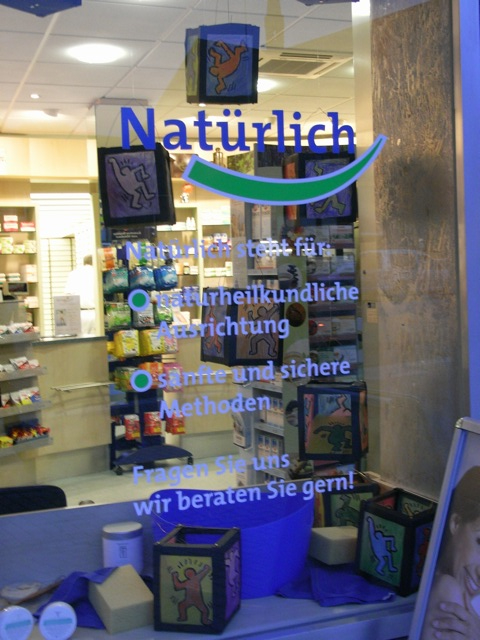 Natürlich
Natürlich steht für:
naturheilkundliche
Ausrichtung
sanfte und sichere
Methoden
Fragen Sie uns
wir beraten Sie gern!